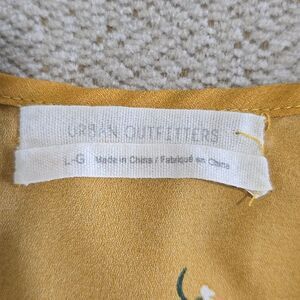 URBAN OUTFITTERS
L-G Made in China / Fabriqué en Chine